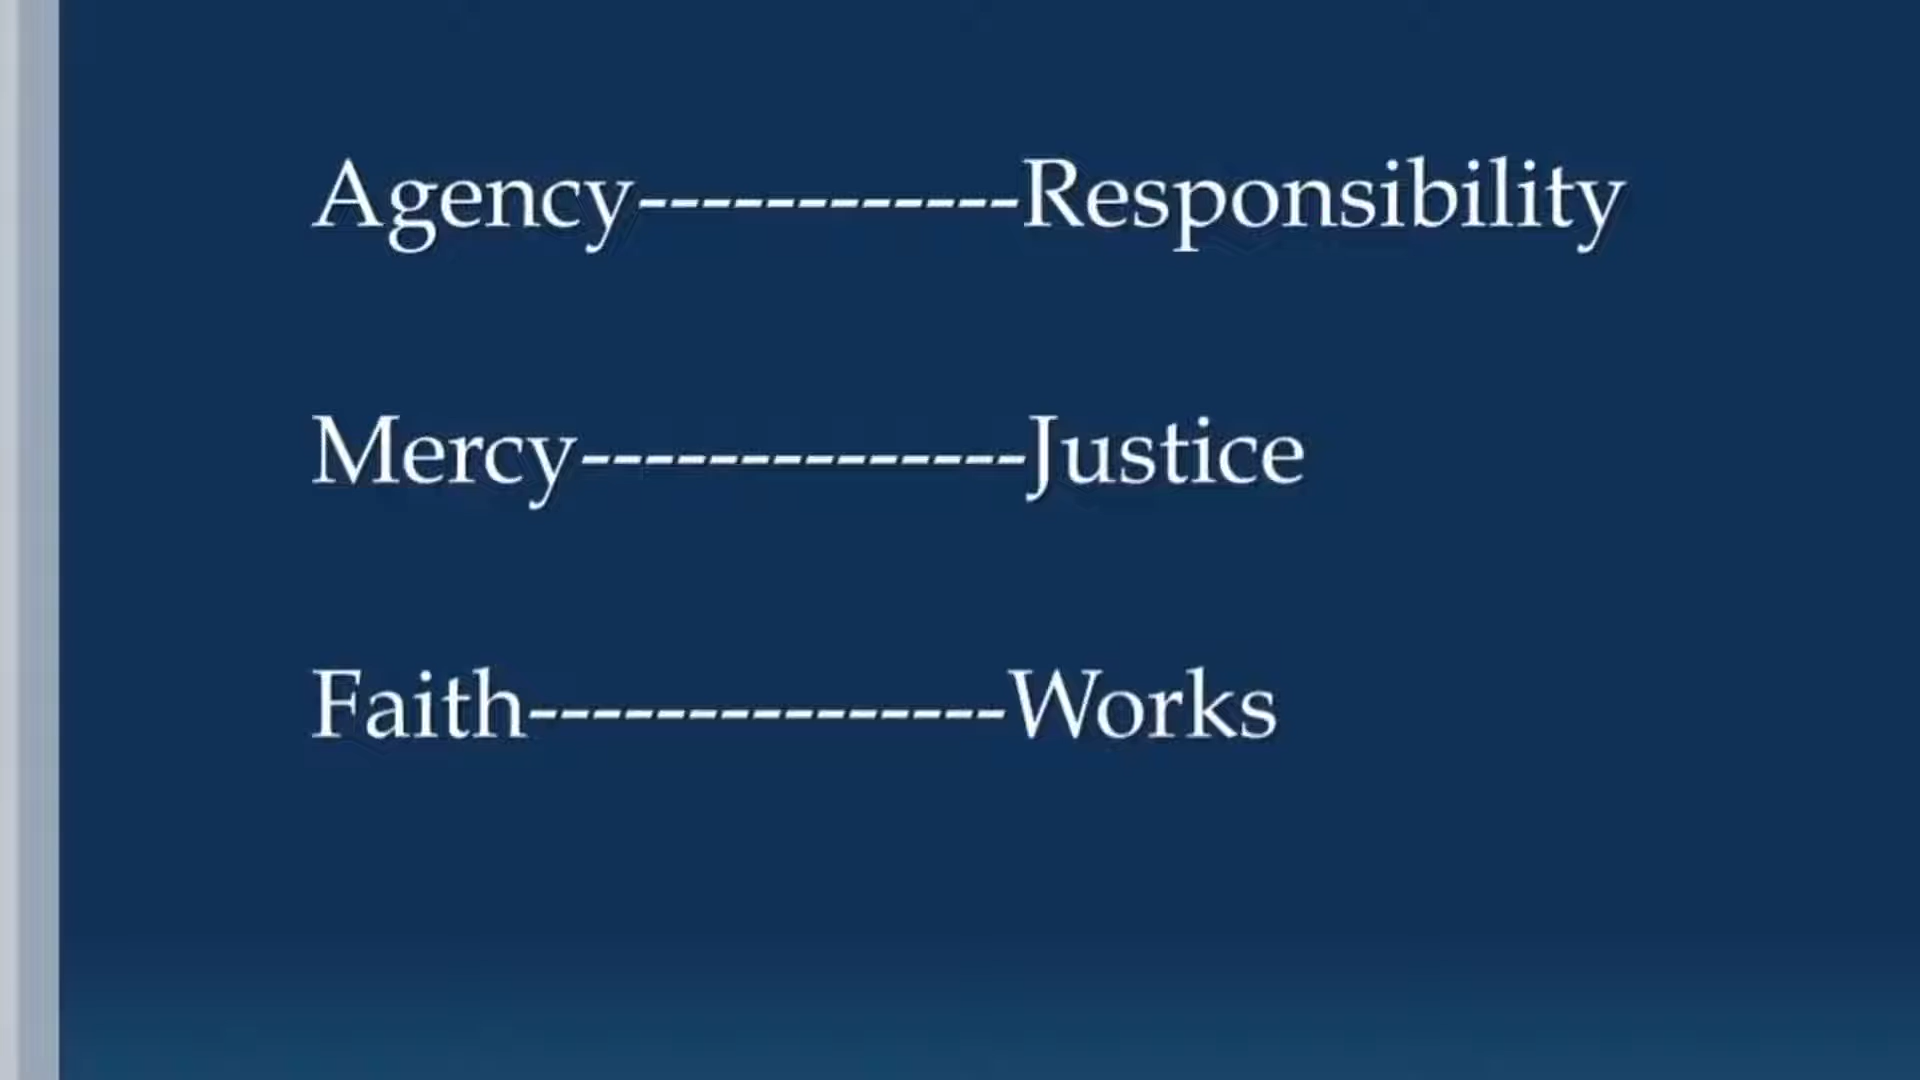 Agency------------Responsibility
Mercy--------------Justice
Faith---------------Works